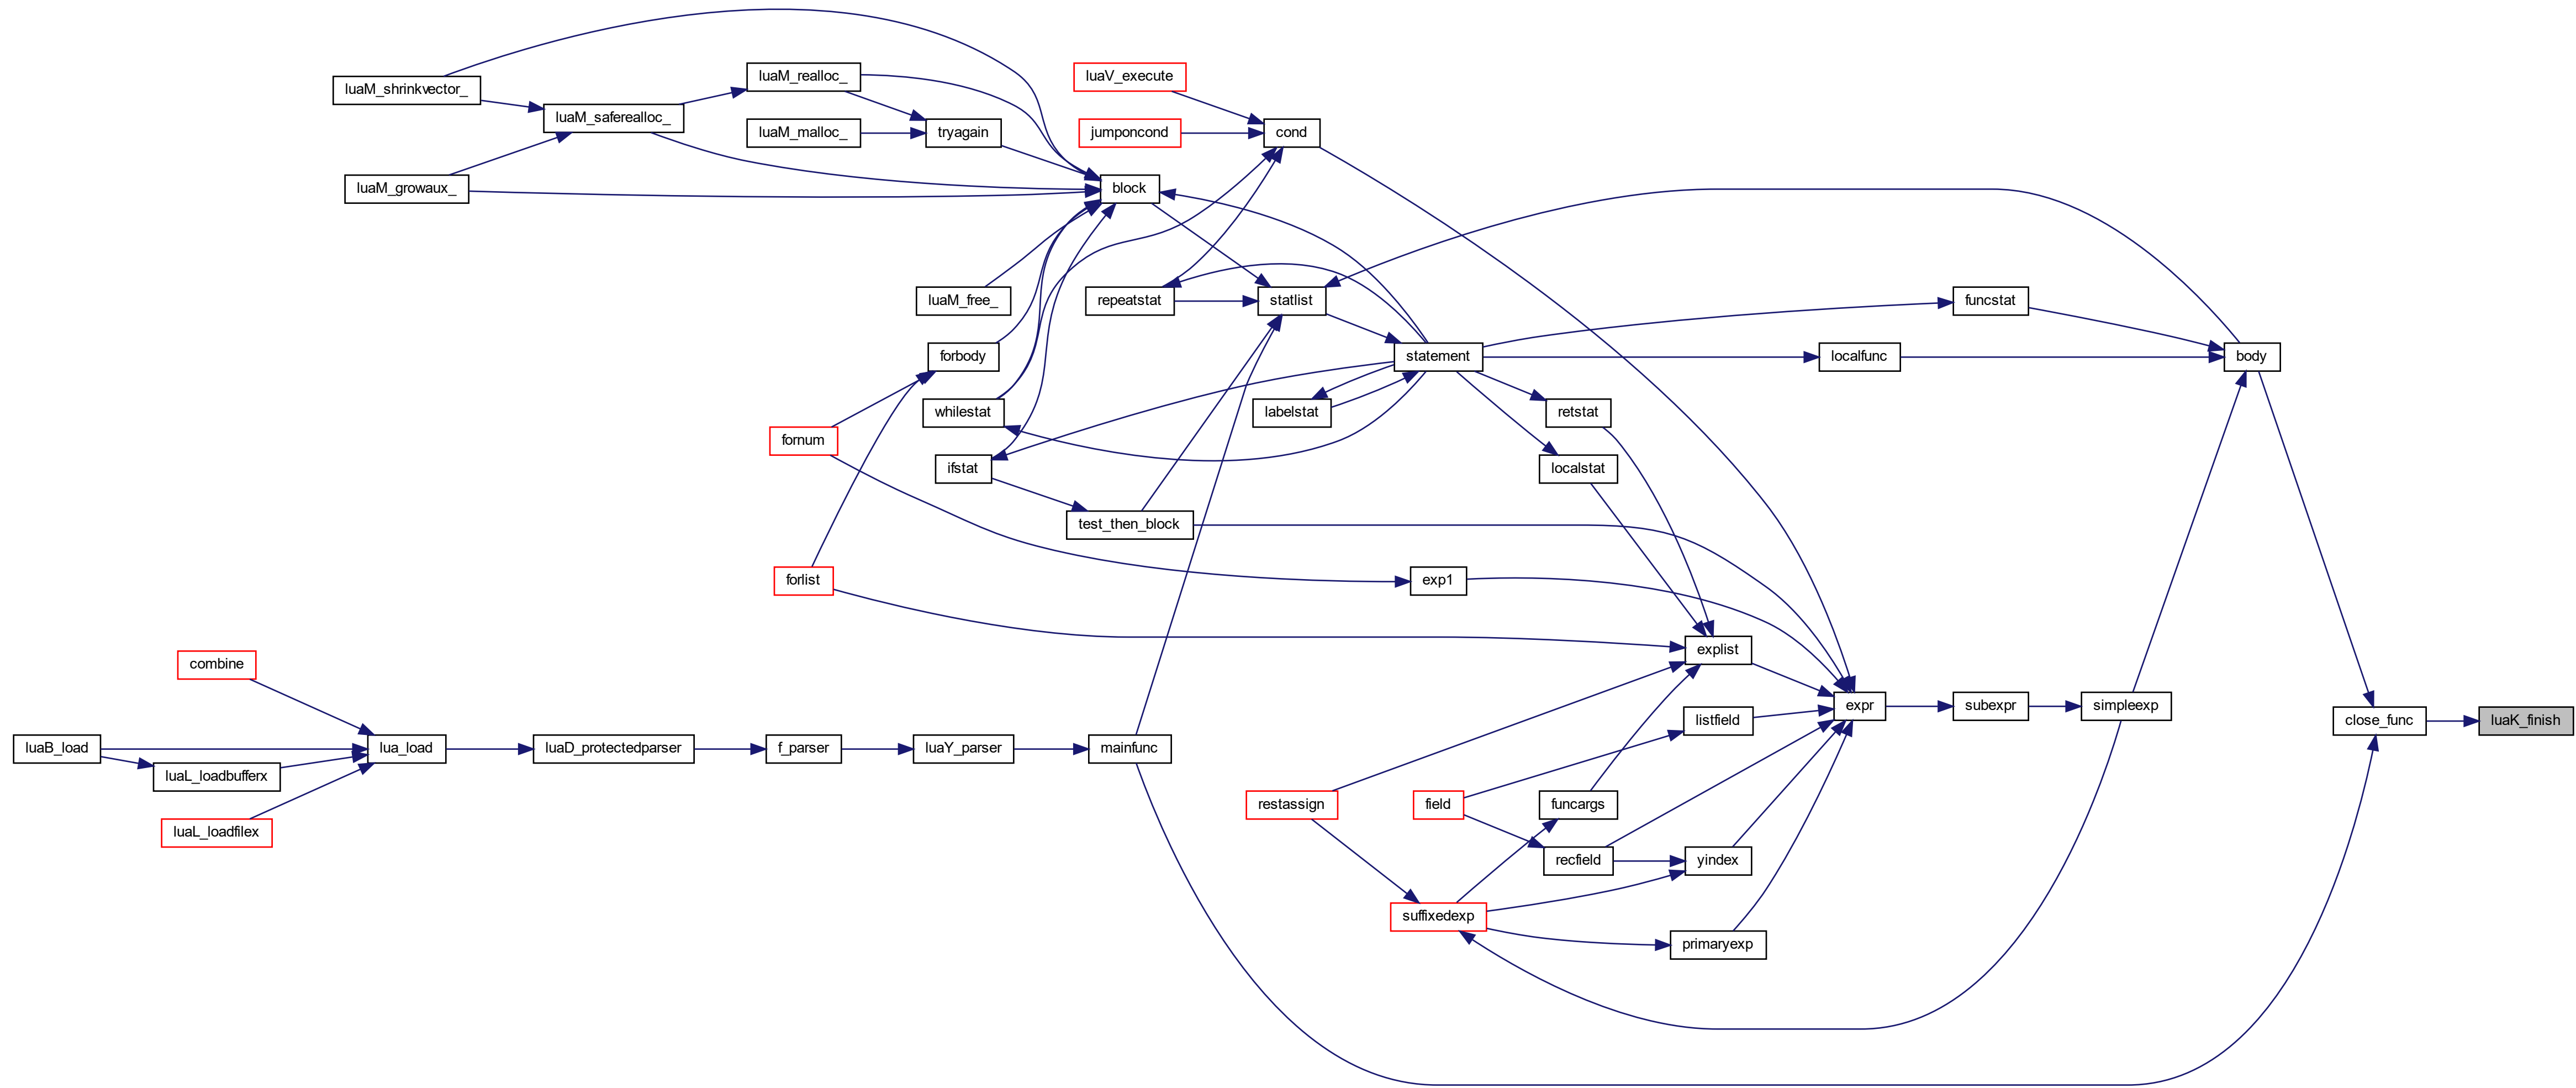 luaM_shrinkvector_
luaM_realloc_
luaV_execute
luaM_saferealloc_
luaM_malloc_
tryagain
jumponcond
cond
luaM_growaux_
block
luaM_free_
repeatstat
statlist
funcstat
forbody
statement
localfunc
body
whilestat
labelstat
retstat
fornum
ifstat
localstat
test_then_block
forlist
exp1
explist
combine
listfield
expr
subexpr
simpleexp
close_func
luaK_finish
luaB_load
lua_load
luaD_protectedparser
f_parser
luaY_parser
mainfunc
luaL_loadbufferx
restassign
field
funcargs
luaL_loadfilex
recfield
yindex
suffixedexp
primaryexp